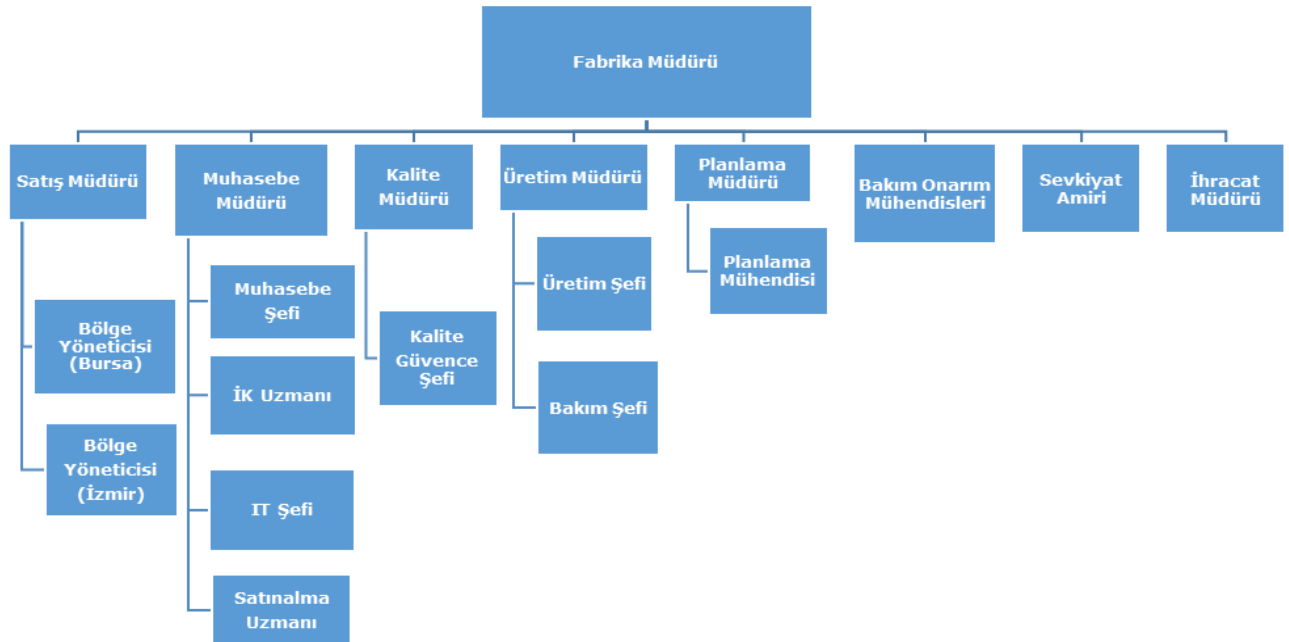 Fabrika Müdürü
Satış Müdürü
Muhasebe
Müdürü
Kalite
Müdürü
Üretim Müdürü
Planlama
Müdürü
Bakım Onarım
Mühendisleri
Sevkiyat
Amiri
İhracat
Müdürü
Bölge
Yöneticisi
(Bursa)
Bölge
Yöneticisi
(İzmir)
Muhasebe
Şefi
İK Uzmanı
IT Şefi
Satınalma
Uzmanı
Kalite
Güvence
Şefi
Üretim Şefi
Bakım Şefi
Planlama
Mühendisi